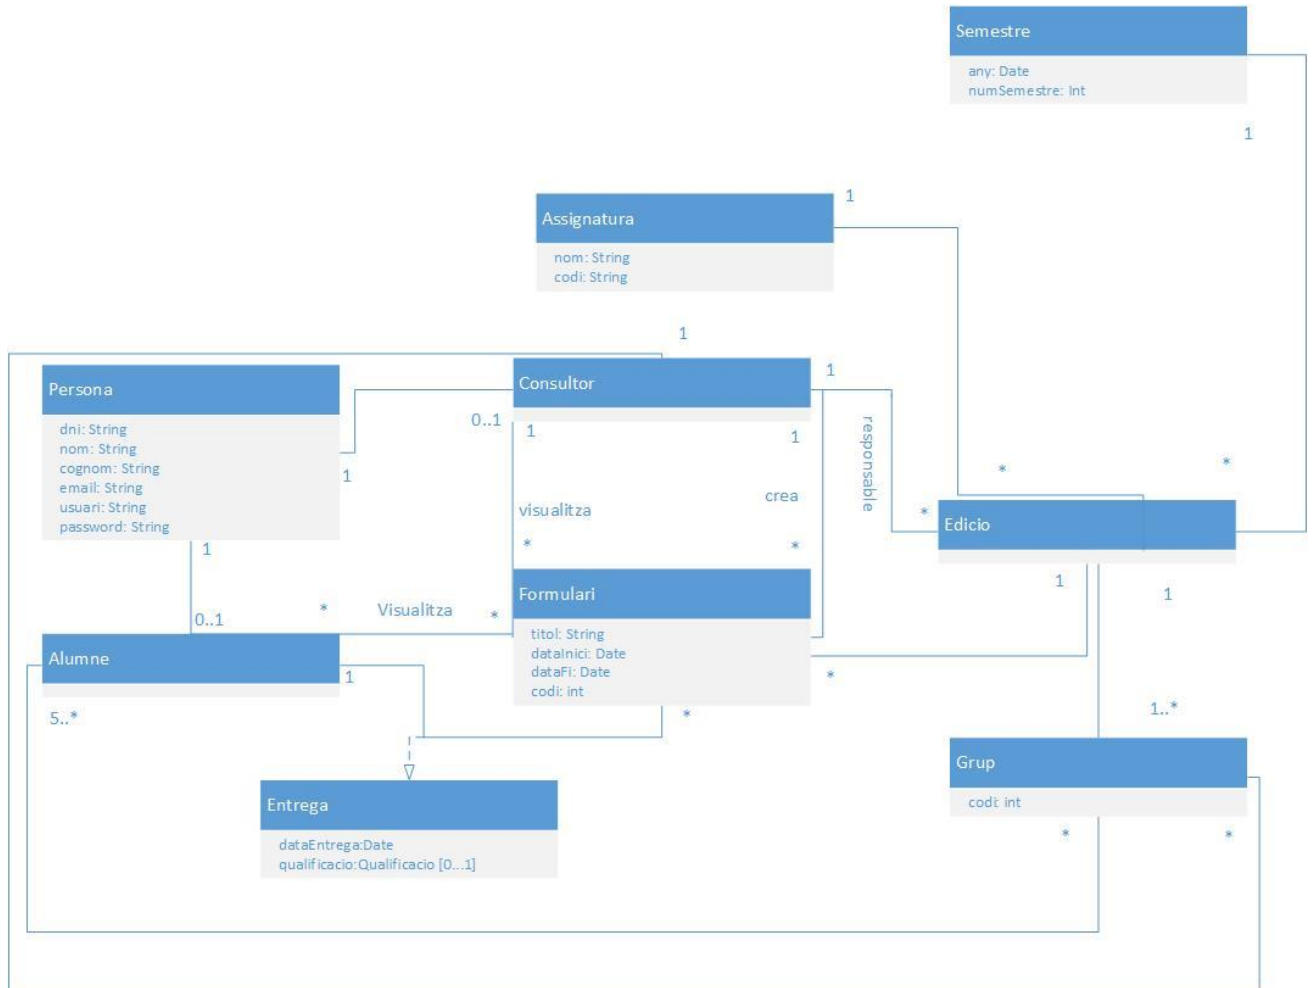 Semestre
any: Date
numSemestre: Int
1
Assignatura
1
nom: String
codi: String
1
Persona
dni: String
nom: String
cognom: String
email: String
usuari: String
password: String
1
Consultor
1
0..1
1
1
responsable
visualitza
crea
*
*
*
*
*
Edicio
1
1
1
0..1
*
Visualitza
*
Formulari
titol: String
dataInici: Date
dataFi: Date
codi: int
*
*
Alumne
1
5..*
1..*
Grup
codi: int
*
*
Entrega
dataEntrega:Date
qualificacio:Qualificacio [0...1]